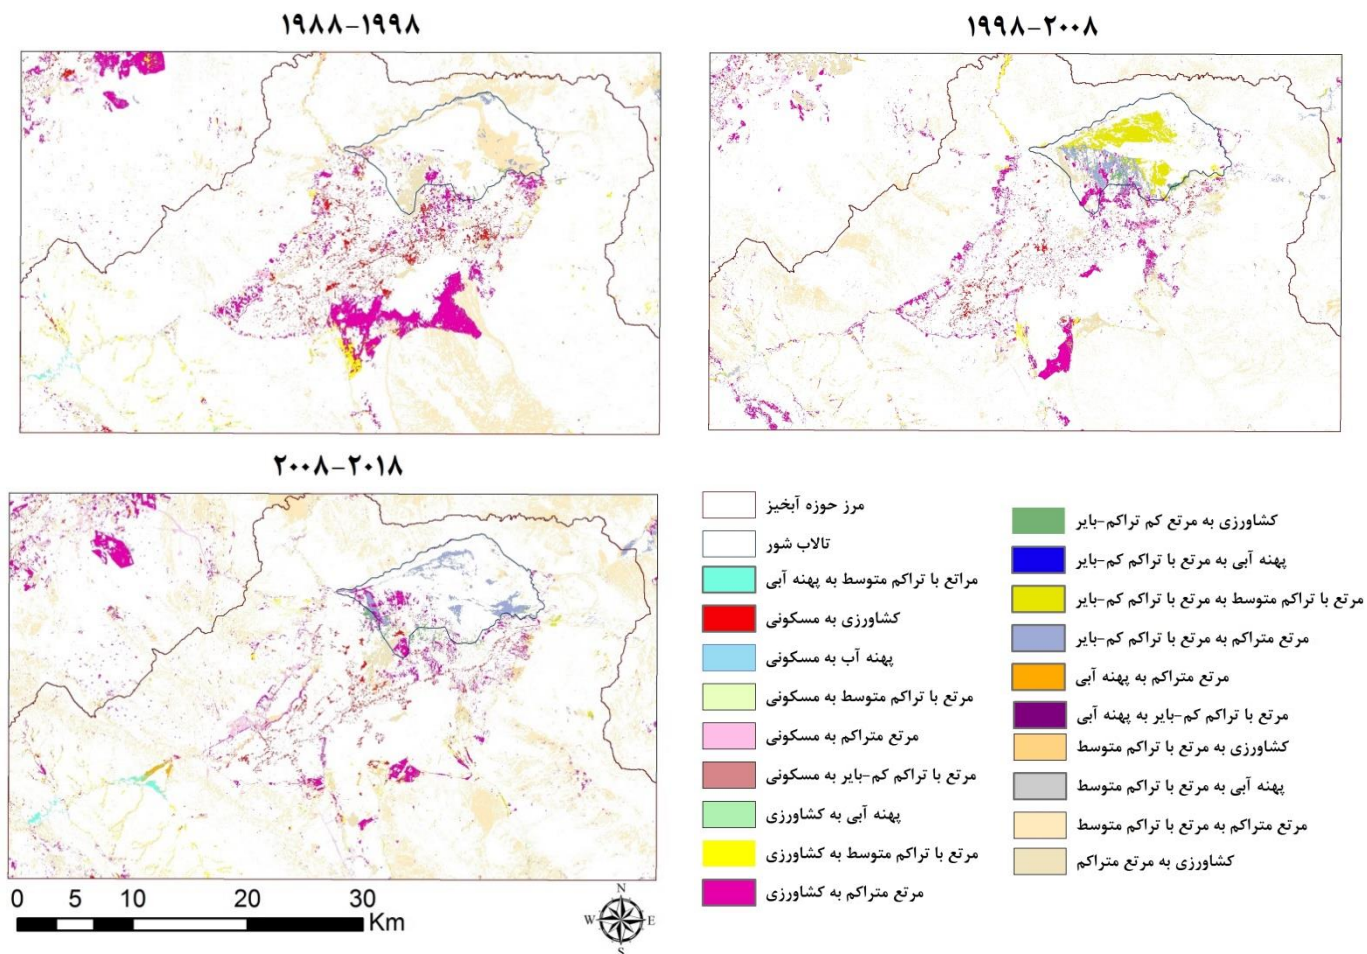 ۱۹۸۸-۱۹۹۸
۱۹۹۸-۲۰۰۸
۲۰۰۸-۲۰۱۸
مرز حوزه آبخیز
تالاب شور
مراتع با تراکم متوسط به پهنه آبی
کشاورزی به مسکونی
پهنه آب به مسکونی
مرتع با تراکم متوسط به مسکونی
مرتع متراکم به مسکونی
مرتع با تراکم کم-بایر به مسکونی
پهنه آبی به کشاورزی
مرتع با تراکم متوسط به کشاورزی
مرتع متراکم به کشاورزی
کشاورزی به مرتع کم تراکم-بایر
پهنه آبی به مرتع با تراکم کم-بایر
مرتع با تراکم متوسط به مرتع با تراکم کم-بایر
مرتع متراکم به مرتع با تراکم کم-بایر
مرتع متراکم به پهنه آبی
مرتع با تراکم کم-بایر به پهنه آبی
کشاورزی به مرتع با تراکم متوسط
پهنه آبی به مرتع با تراکم متوسط
مرتع متراکم به مرتع با تراکم متوسط
کشاورزی به مرتع متراکم
0 5 10 20 30
Km
N
W E
S